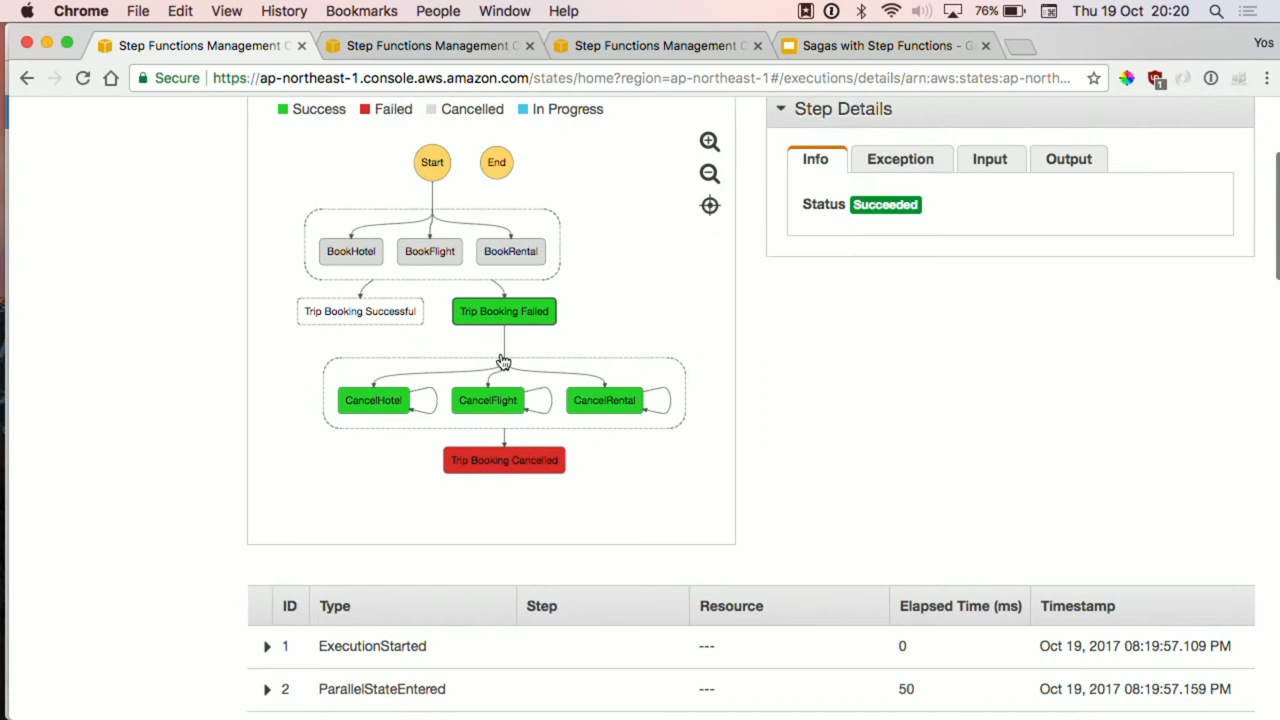 Chrome File Edit View History Bookmarks People Window Help 76% Thu 19 Oct 20:20
Step Functions Management C Step Functions Management C Step Functions Management C Sagas with Step Functions - G Yos
Secure https://ap-northeast-1.console.aws.amazon.com/states/home?region=ap-northeast-1#/executions/details/arn:aws:states:ap-north... 1
Success Failed Cancelled In Progress
Step Details
Start End
Info Exception Input Output
Status Succeeded
BookHotel BookFlight BookRental
Trip Booking Successful Trip Booking Failed
CancelHotel CancelFlight CancelRental
Trip Booking Cancelled
ID Type Step Resource Elapsed Time (ms) Timestamp
1 ExecutionStarted --- 0 Oct 19, 2017 08:19:57.109 PM
2 ParallelStateEntered --- 50 Oct 19, 2017 08:19:57.159 PM